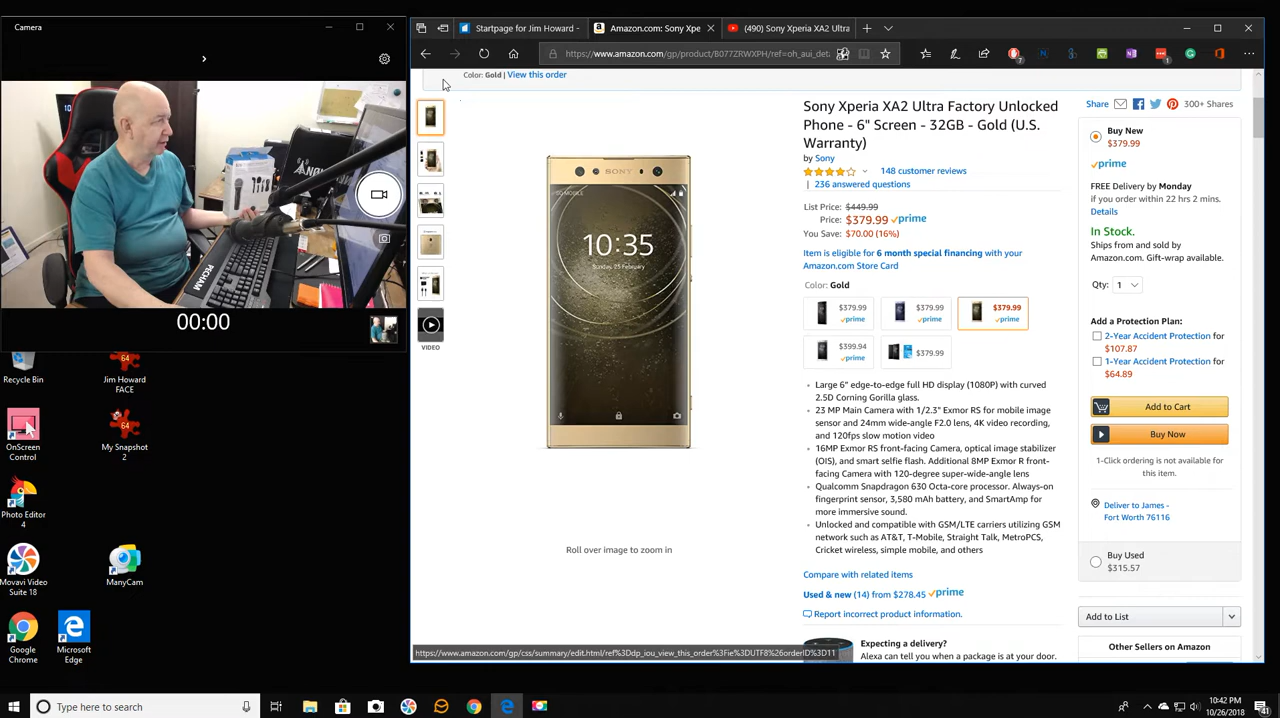 Camera
Startpage for Jim Howard -
Amazon.com: Sony Xpe
(490) Sony Xperia XA2 Ultra
https://www.amazon.com/gp/product/B077ZRWXPH/ref=oh_aui_deta
Color: Gold | View this order
00:00
VIDEO
SONY
10:35
Sunday, 25 February
Roll over image to zoom in
Sony Xperia XA2 Ultra Factory Unlocked
Phone - 6" Screen - 32GB - Gold (U.S.
Warranty)
by Sony
148 customer reviews
| 236 answered questions
List Price: $449.99
Price: $379.99 prime
You Save: $70.00 (16%)
Item is eligible for 6 month special financing with your
Amazon.com Store Card
Color: Gold
$379.99 prime
$379.99 prime
$379.99 prime
$399.94 prime
$379.99
Large 6" edge-to-edge full HD display (1080P) with curved
2.5D Corning Gorilla glass.
23 MP Main Camera with 1/2.3" Exmor RS for mobile image
sensor and 24mm wide-angle F2.0 lens, 4K video recording,
and 120fps slow motion video
16MP Exmor RS front-facing Camera, optical image stabilizer
(OIS), and smart selfie flash. Additional 8MP Exmor R front-
facing Camera with 120-degree super-wide-angle lens
Qualcomm Snapdragon 630 Octa-core processor. Always-on
fingerprint sensor, 3,580 mAh battery, and SmartAmp for
more immersive sound.
Unlocked and compatible with GSM/LTE carriers utilizing GSM
network such as AT&T, T-Mobile, Straight Talk, MetroPCS,
Cricket wireless, simple mobile, and others
Compare with related items
Used & new (14) from $278.45 prime
Report incorrect product information.
Expecting a delivery?
Alexa can tell you when a package is at your door.
Share
300+ Shares
Buy New
$379.99
prime
FREE Delivery by Monday
if you order within 22 hrs 2 mins.
Details
In Stock.
Ships from and sold by
Amazon.com. Gift-wrap available.
Qty: 1
Add a Protection Plan:
2-Year Accident Protection for
$107.87
1-Year Accident Protection for
$64.89
Add to Cart
Buy Now
1-Click ordering is not available for
this item.
Deliver to James -
Fort Worth 76116
Buy Used
$315.57
Add to List
Other Sellers on Amazon
https://www.amazon.com/gp/css/summary/edit.html/ref%3Ddp_iou_view_this_order%3Fie%3DUTF8%26orderID%3D11
Recycle Bin
Jim Howard
FACE
OnScreen
Control
My Snapshot
2
Photo Editor
4
Movavi Video
Suite 18
ManyCam
Google
Chrome
Microsoft
Edge
Type here to search
10:42 PM
10/26/2018